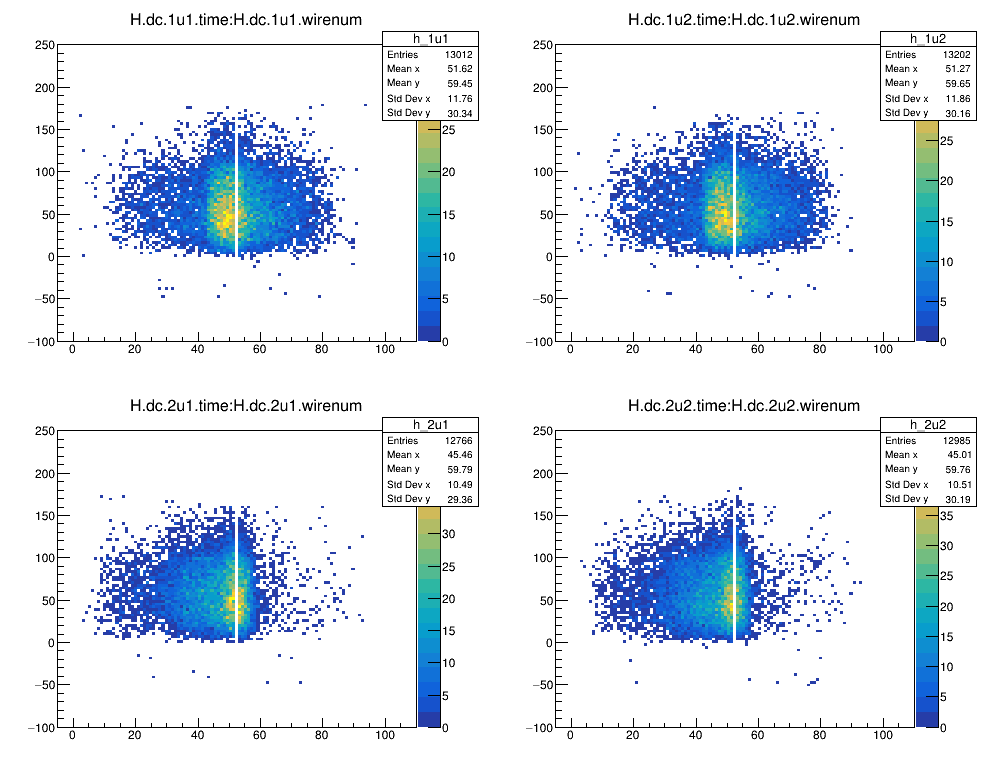 H.dc.1u1.time:H.dc.1u1.wirenum
h_1u1
Entries 13012
Mean x 51.62
Mean y 59.45
Std Dev x 11.76
Std Dev y 30.34
250
200
150
100
50
0
−50
−100
0 20 40 60 80 100
25
20
15
10
5
0
H.dc.1u2.time:H.dc.1u2.wirenum
h_1u2
Entries 13202
Mean x 51.27
Mean y 59.65
Std Dev x 11.86
Std Dev y 30.16
250
200
150
100
50
0
−50
−100
0 20 40 60 80 100
25
20
15
10
5
0
H.dc.2u1.time:H.dc.2u1.wirenum
h_2u1
Entries 12766
Mean x 45.46
Mean y 59.79
Std Dev x 10.49
Std Dev y 29.36
250
200
150
100
50
0
−50
−100
0 20 40 60 80 100
30
25
20
15
10
5
0
H.dc.2u2.time:H.dc.2u2.wirenum
h_2u2
Entries 12985
Mean x 45.01
Mean y 59.76
Std Dev x 10.51
Std Dev y 30.19
250
200
150
100
50
0
−50
−100
0 20 40 60 80 100
35
30
25
20
15
10
5
0